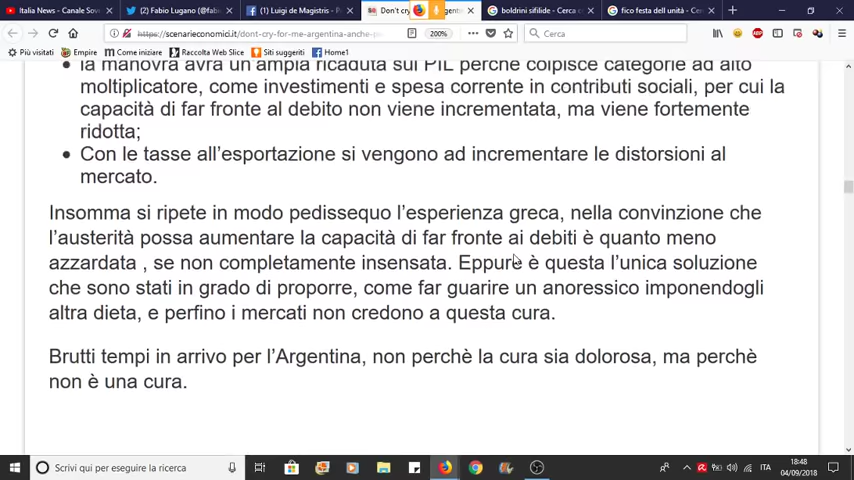 Italia News - Canale Sov
Fabio Lugano (@fabi
Luigi de Magistris - P
Don't cry
boldrini sifilide - Cerca c
fico festa dell unità - Ce
https://scenarieconomici.it/dont-cry-for-me-argentina-anche-p
200%
Cerca
Più visitati
Empire
Come iniziare
Raccolta Web Slice
Siti suggeriti
Home1
la manovra avrà un'ampia ricaduta sul PIL perchè colpisce categorie ad alto
moltiplicatore, come investimenti e spesa corrente in contributi sociali, per cui la
capacità di far fronte al debito non viene incrementata, ma viene fortemente
ridotta;
Con le tasse all'esportazione si vengono ad incrementare le distorsioni al
mercato.
Insomma si ripete in modo pedissequo l'esperienza greca, nella convinzione che
l'austerità possa aumentare la capacità di far fronte ai debiti è quanto meno
azzardata , se non completamente insensata. Eppure è questa l'unica soluzione
che sono stati in grado di proporre, come far guarire un anoressico imponendogli
altra dieta, e perfino i mercati non credono a questa cura.
Brutti tempi in arrivo per l'Argentina, non perchè la cura sia dolorosa, ma perchè
non è una cura.
Scrivi qui per eseguire la ricerca
ITA
18:48
04/09/2018